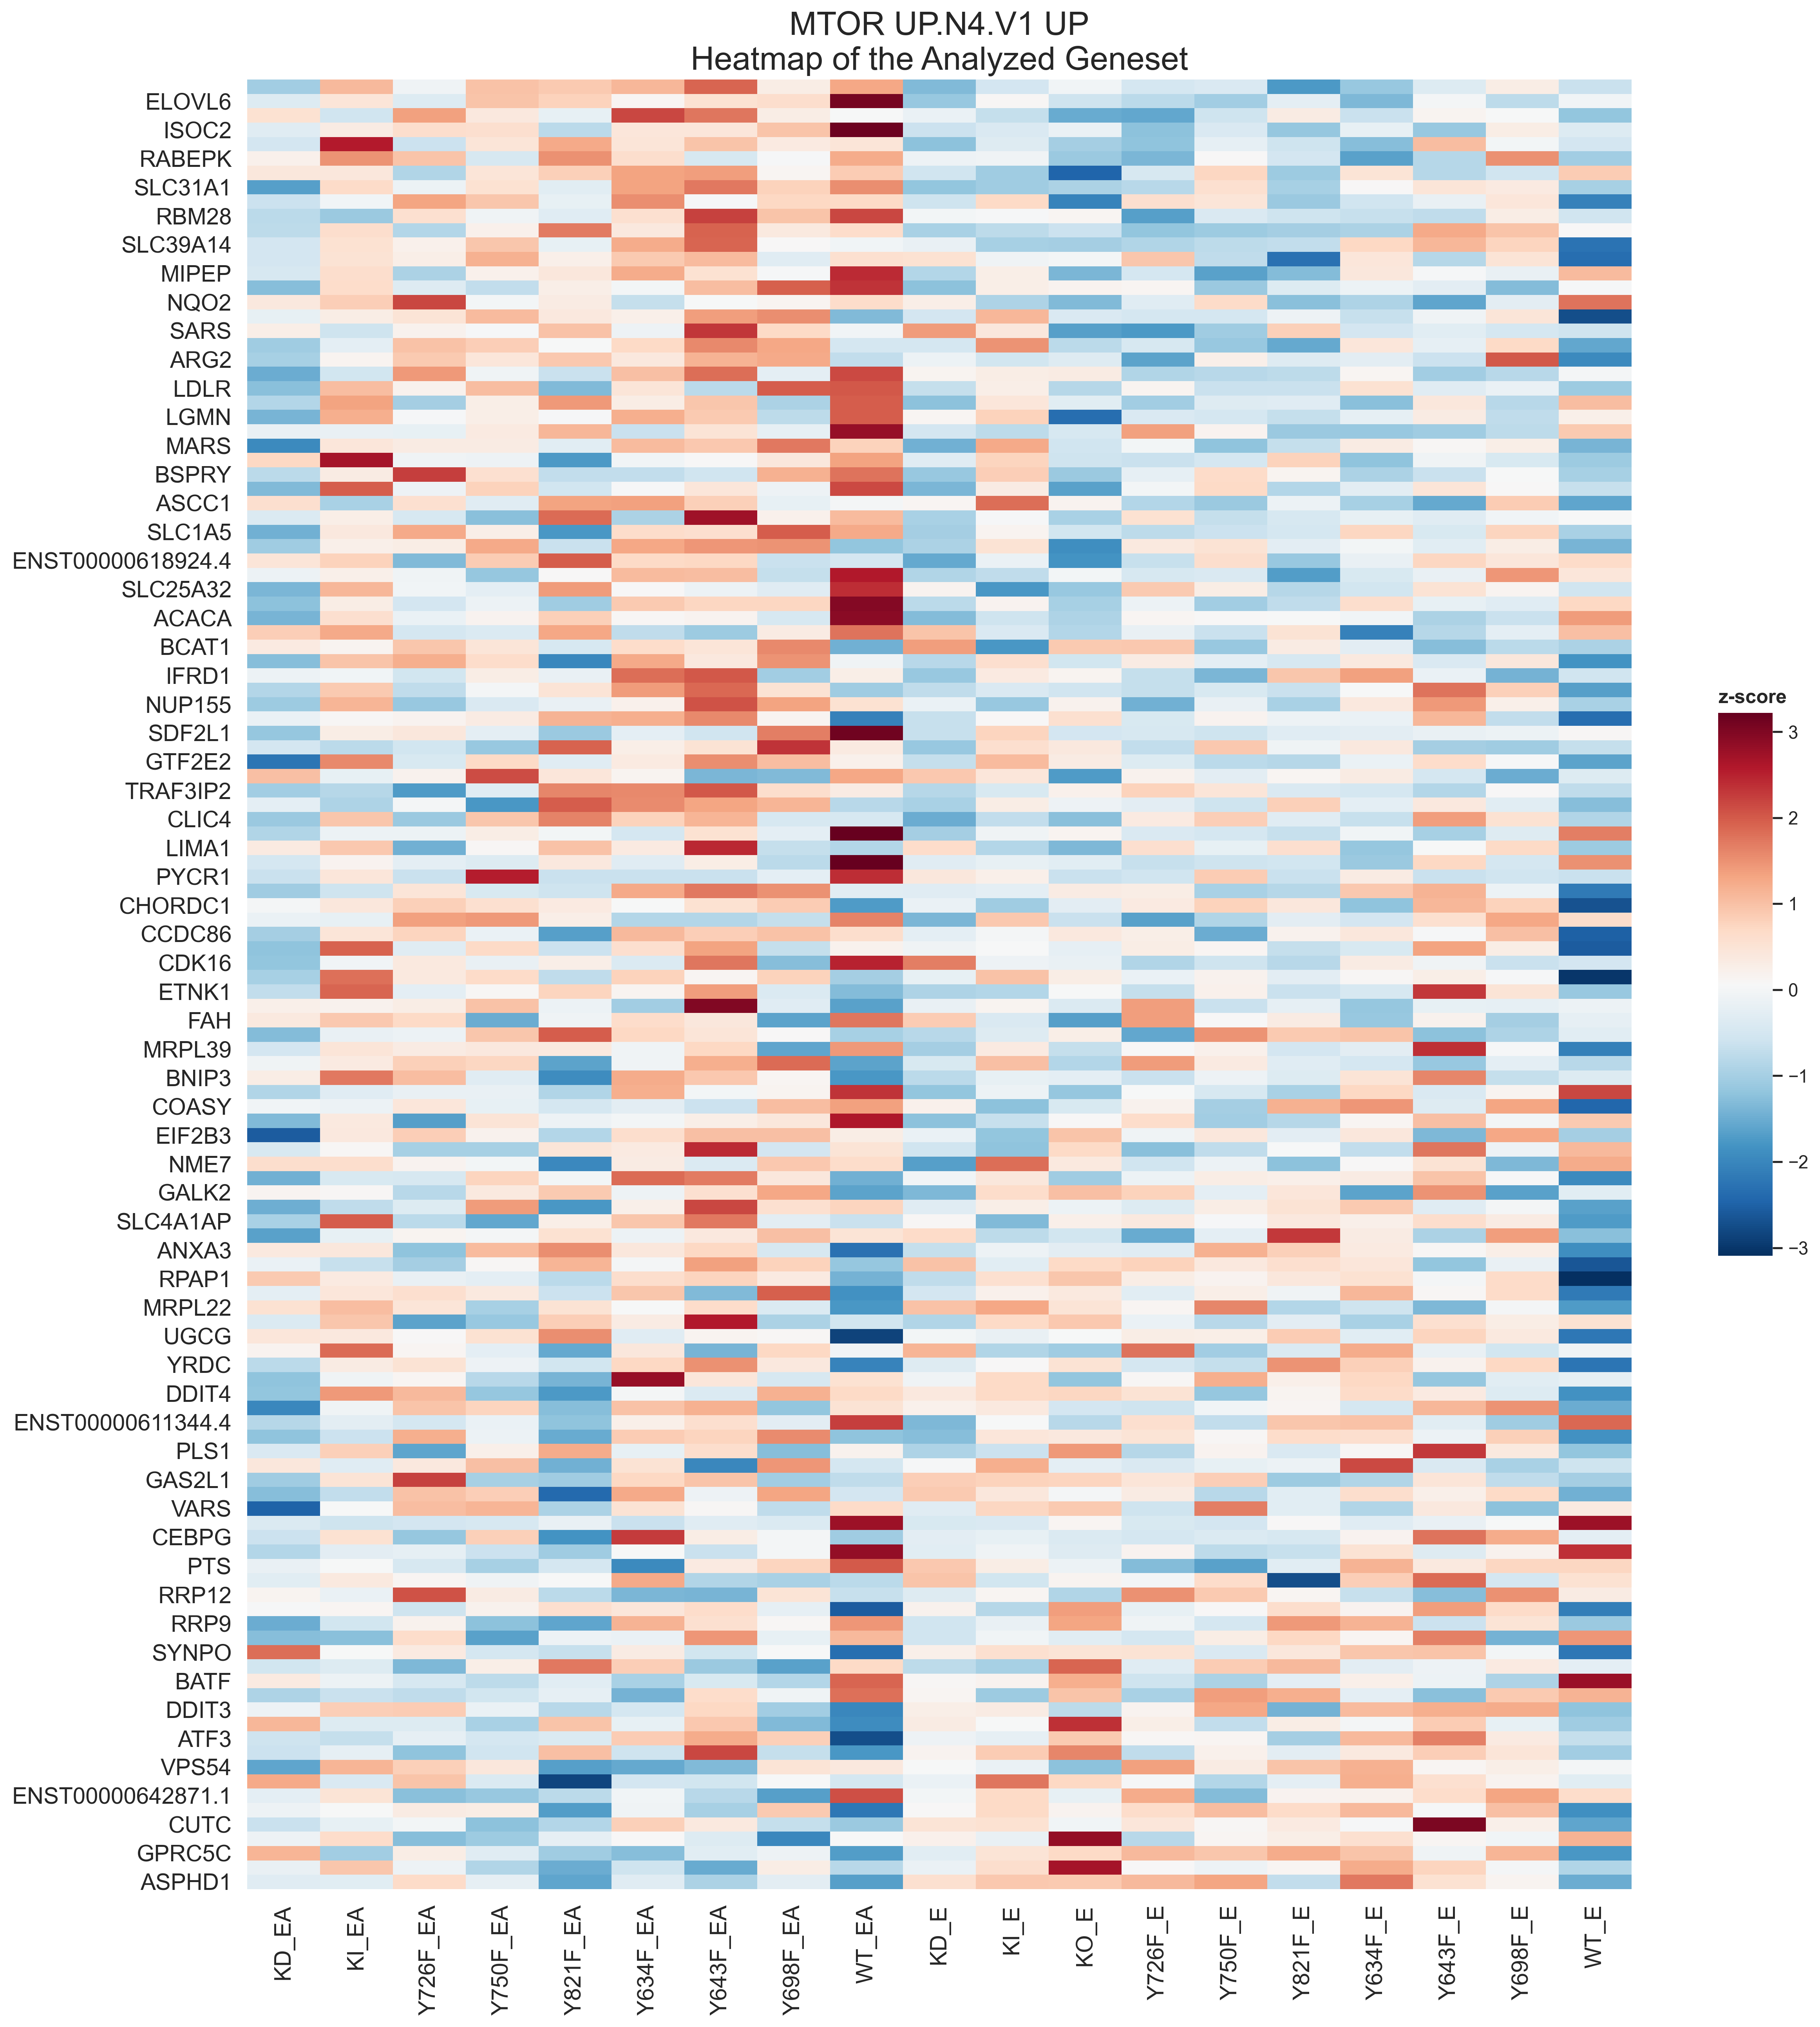 MTOR UP.N4.V1 UP
Heatmap of the Analyzed Geneset
ELOVL6
ISOC2
RABEPK
SLC31A1
RBM28
SLC39A14
MIPEP
NQO2
SARS
ARG2
LDLR
LGMN
MARS
BSPRY
ASCC1
SLC1A5
ENST00000618924.4
SLC25A32
ACACA
BCAT1
IFRD1
NUP155
SDF2L1
GTF2E2
TRAF3IP2
CLIC4
LIMA1
PYCR1
CHORDC1
CCDC86
CDK16
ETNK1
FAH
MRPL39
BNIP3
COASY
EIF2B3
NME7
GALK2
SLC4A1AP
ANXA3
RPAP1
MRPL22
UGCG
YRDC
DDIT4
ENST00000611344.4
PLS1
GAS2L1
VARS
CEBPG
PTS
RRP12
RRP9
SYNPO
BATF
DDIT3
ATF3
VPS54
ENST00000642871.1
CUTC
GPRC5C
ASPHD1
KD_EA
KI_EA
Y726F_EA
Y750F_EA
Y821F_EA
Y634F_EA
Y643F_EA
Y698F_EA
WT_EA
KD_E
KI_E
KO_E
Y726F_E
Y750F_E
Y821F_E
Y634F_E
Y643F_E
Y698F_E
WT_E
z-score
3
2
1
0
−1
−2
−3